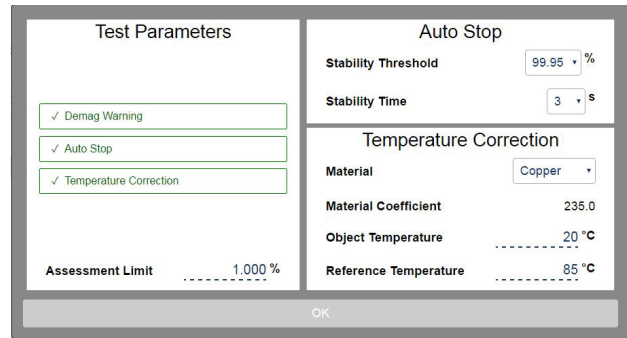 Test Parameters
✓ Demag Warning
✓ Auto Stop
✓ Temperature Correction
Assessment Limit 1.000 %
Auto Stop
Stability Threshold 99.95 %
Stability Time 3 s
Temperature Correction
Material Copper
Material Coefficient 235.0
Object Temperature 20 °C
Reference Temperature 85 °C
OK